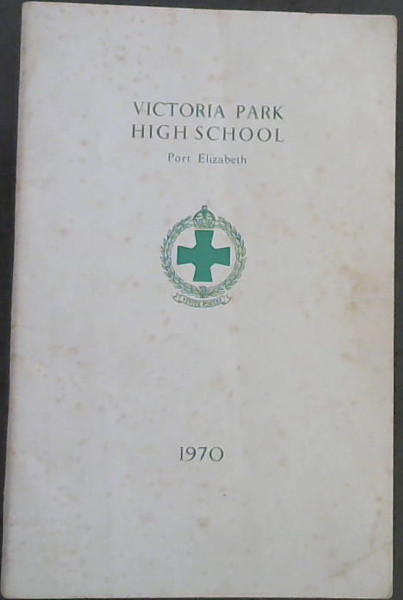 VICTORIA PARK
HIGH SCHOOL
Port Elizabeth
1970